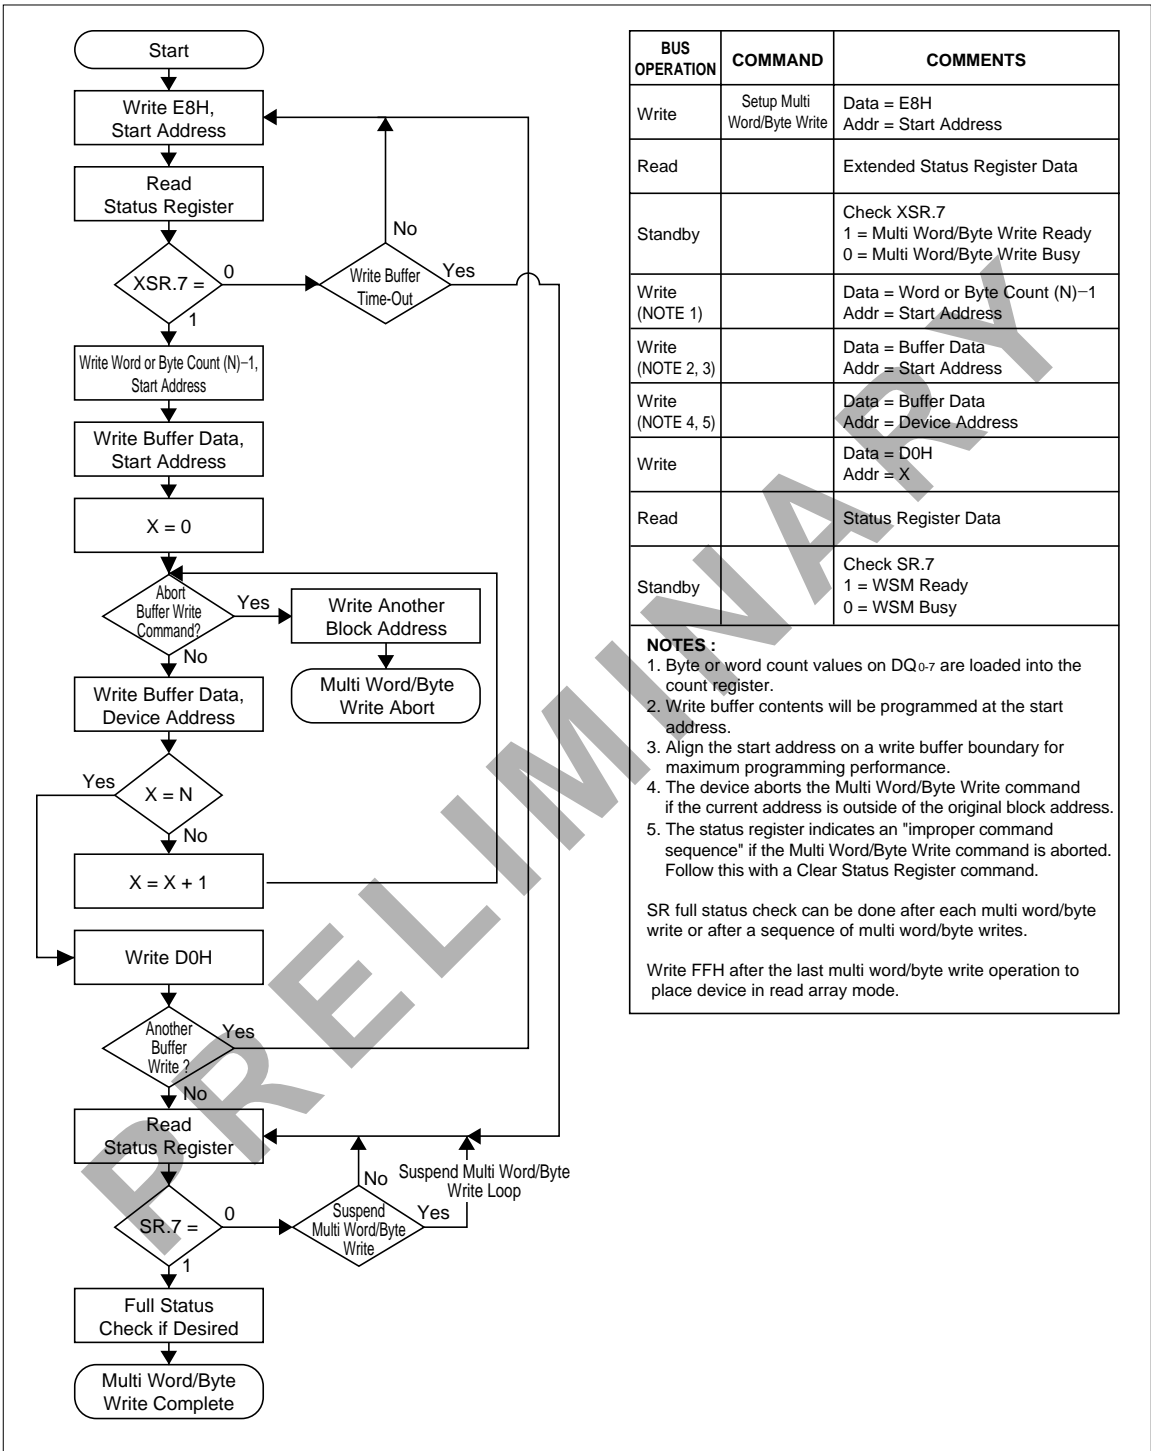 Start
Write E8H,
Start Address
Read
Status Register
No
XSR.7 =
0
Write Buffer
Time-Out
Yes
1
Write Word or Byte Count (N)−1,
Start Address
Write Buffer Data,
Start Address
X = 0
Abort
Buffer Write
Command?
Yes
Write Another
Block Address
No
Multi Word/Byte
Write Abort
Write Buffer Data,
Device Address
Yes
X = N
No
X = X + 1
Write D0H
Another
Buffer
Write ?
Yes
No
Read
Status Register
No
Suspend Multi Word/Byte
Write Loop
SR.7 =
0
Suspend
Multi Word/Byte
Write
Yes
1
Full Status
Check if Desired
Multi Word/Byte
Write Complete
BUS
OPERATION
COMMAND
COMMENTS
Write
Setup Multi
Word/Byte Write
Data = E8H
Addr = Start Address
Read
Extended Status Register Data
Standby
Check XSR.7
1 = Multi Word/Byte Write Ready
0 = Multi Word/Byte Write Busy
Write
(NOTE 1)
Data = Word or Byte Count (N)−1
Addr = Start Address
Write
(NOTE 2, 3)
Data = Buffer Data
Addr = Start Address
Write
(NOTE 4, 5)
Data = Buffer Data
Addr = Device Address
Write
Data = D0H
Addr = X
Read
Status Register Data
Standby
Check SR.7
1 = WSM Ready
0 = WSM Busy
NOTES :
1. Byte or word count values on DQ0-7 are loaded into the
count register.
2. Write buffer contents will be programmed at the start
address.
3. Align the start address on a write buffer boundary for
maximum programming performance.
4. The device aborts the Multi Word/Byte Write command
if the current address is outside of the original block address.
5. The status register indicates an "improper command
sequence" if the Multi Word/Byte Write command is aborted.
Follow this with a Clear Status Register command.
SR full status check can be done after each multi word/byte
write or after a sequence of multi word/byte writes.
Write FFH after the last multi word/byte write operation to
place device in read array mode.
PRELIMINARY